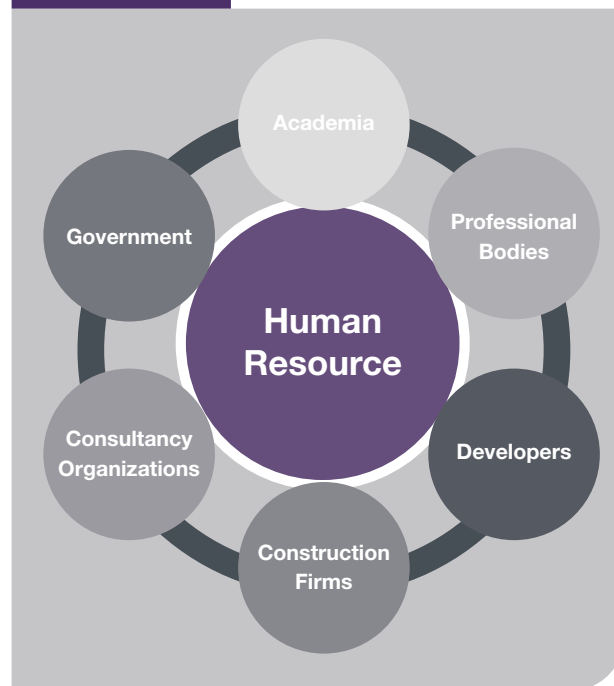 Academia
Professional
Bodies
Developers
Construction
Firms
Consultancy
Organizations
Government
Human
Resource